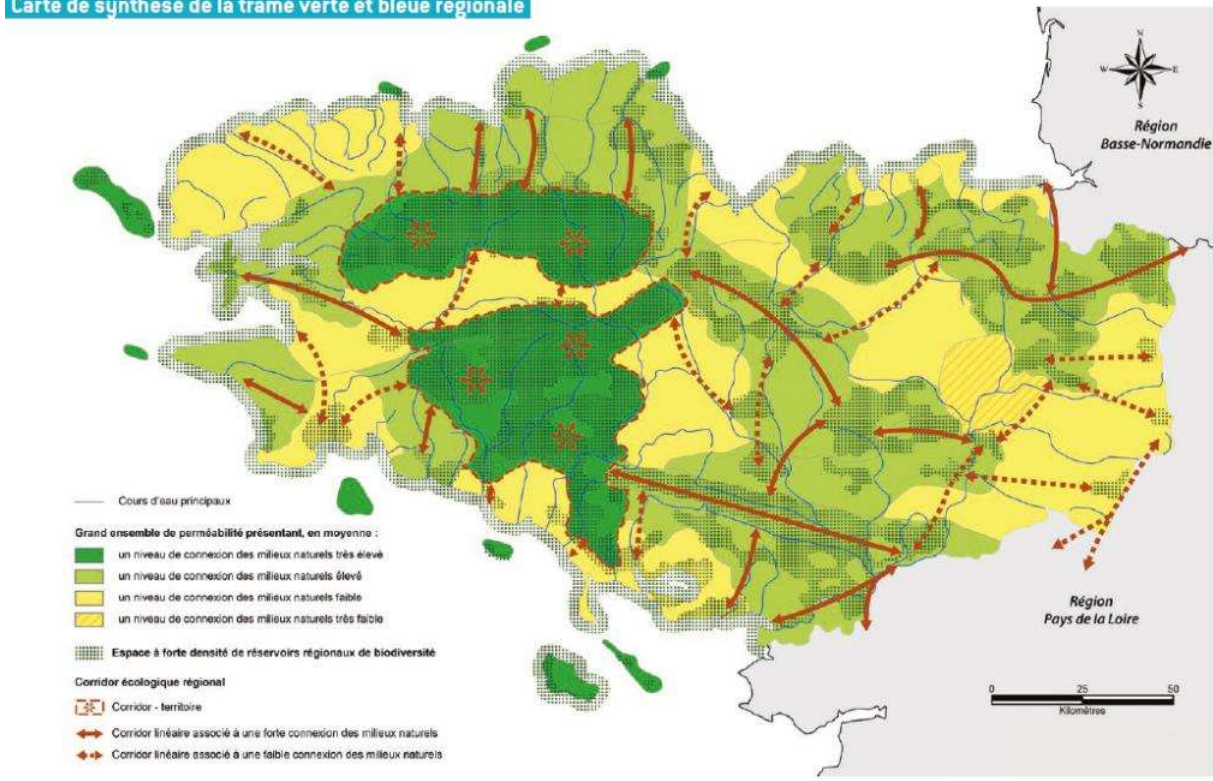 Carte de synthèse de la trame verte et bleue régionale
N
W
E
S
Région
Basse-Normandie
Cours d'eau principaux
Grand ensemble de perméabilité présentant, en moyenne :
un niveau de connexion des milieux naturels très élevé
un niveau de connexion des milieux naturels élevé
un niveau de connexion des milieux naturels faible
un niveau de connexion des milieux naturels très faible
Espace à forte densité de réservoirs régionaux de biodiversité
Corridor écologique régional
Corridor - territoire
Corridor linéaire associé à une forte connexion des milieux naturels
Corridor linéaire associé à une faible connexion des milieux naturels
Région
Pays de la Loire
0 25 50
Kilomètres